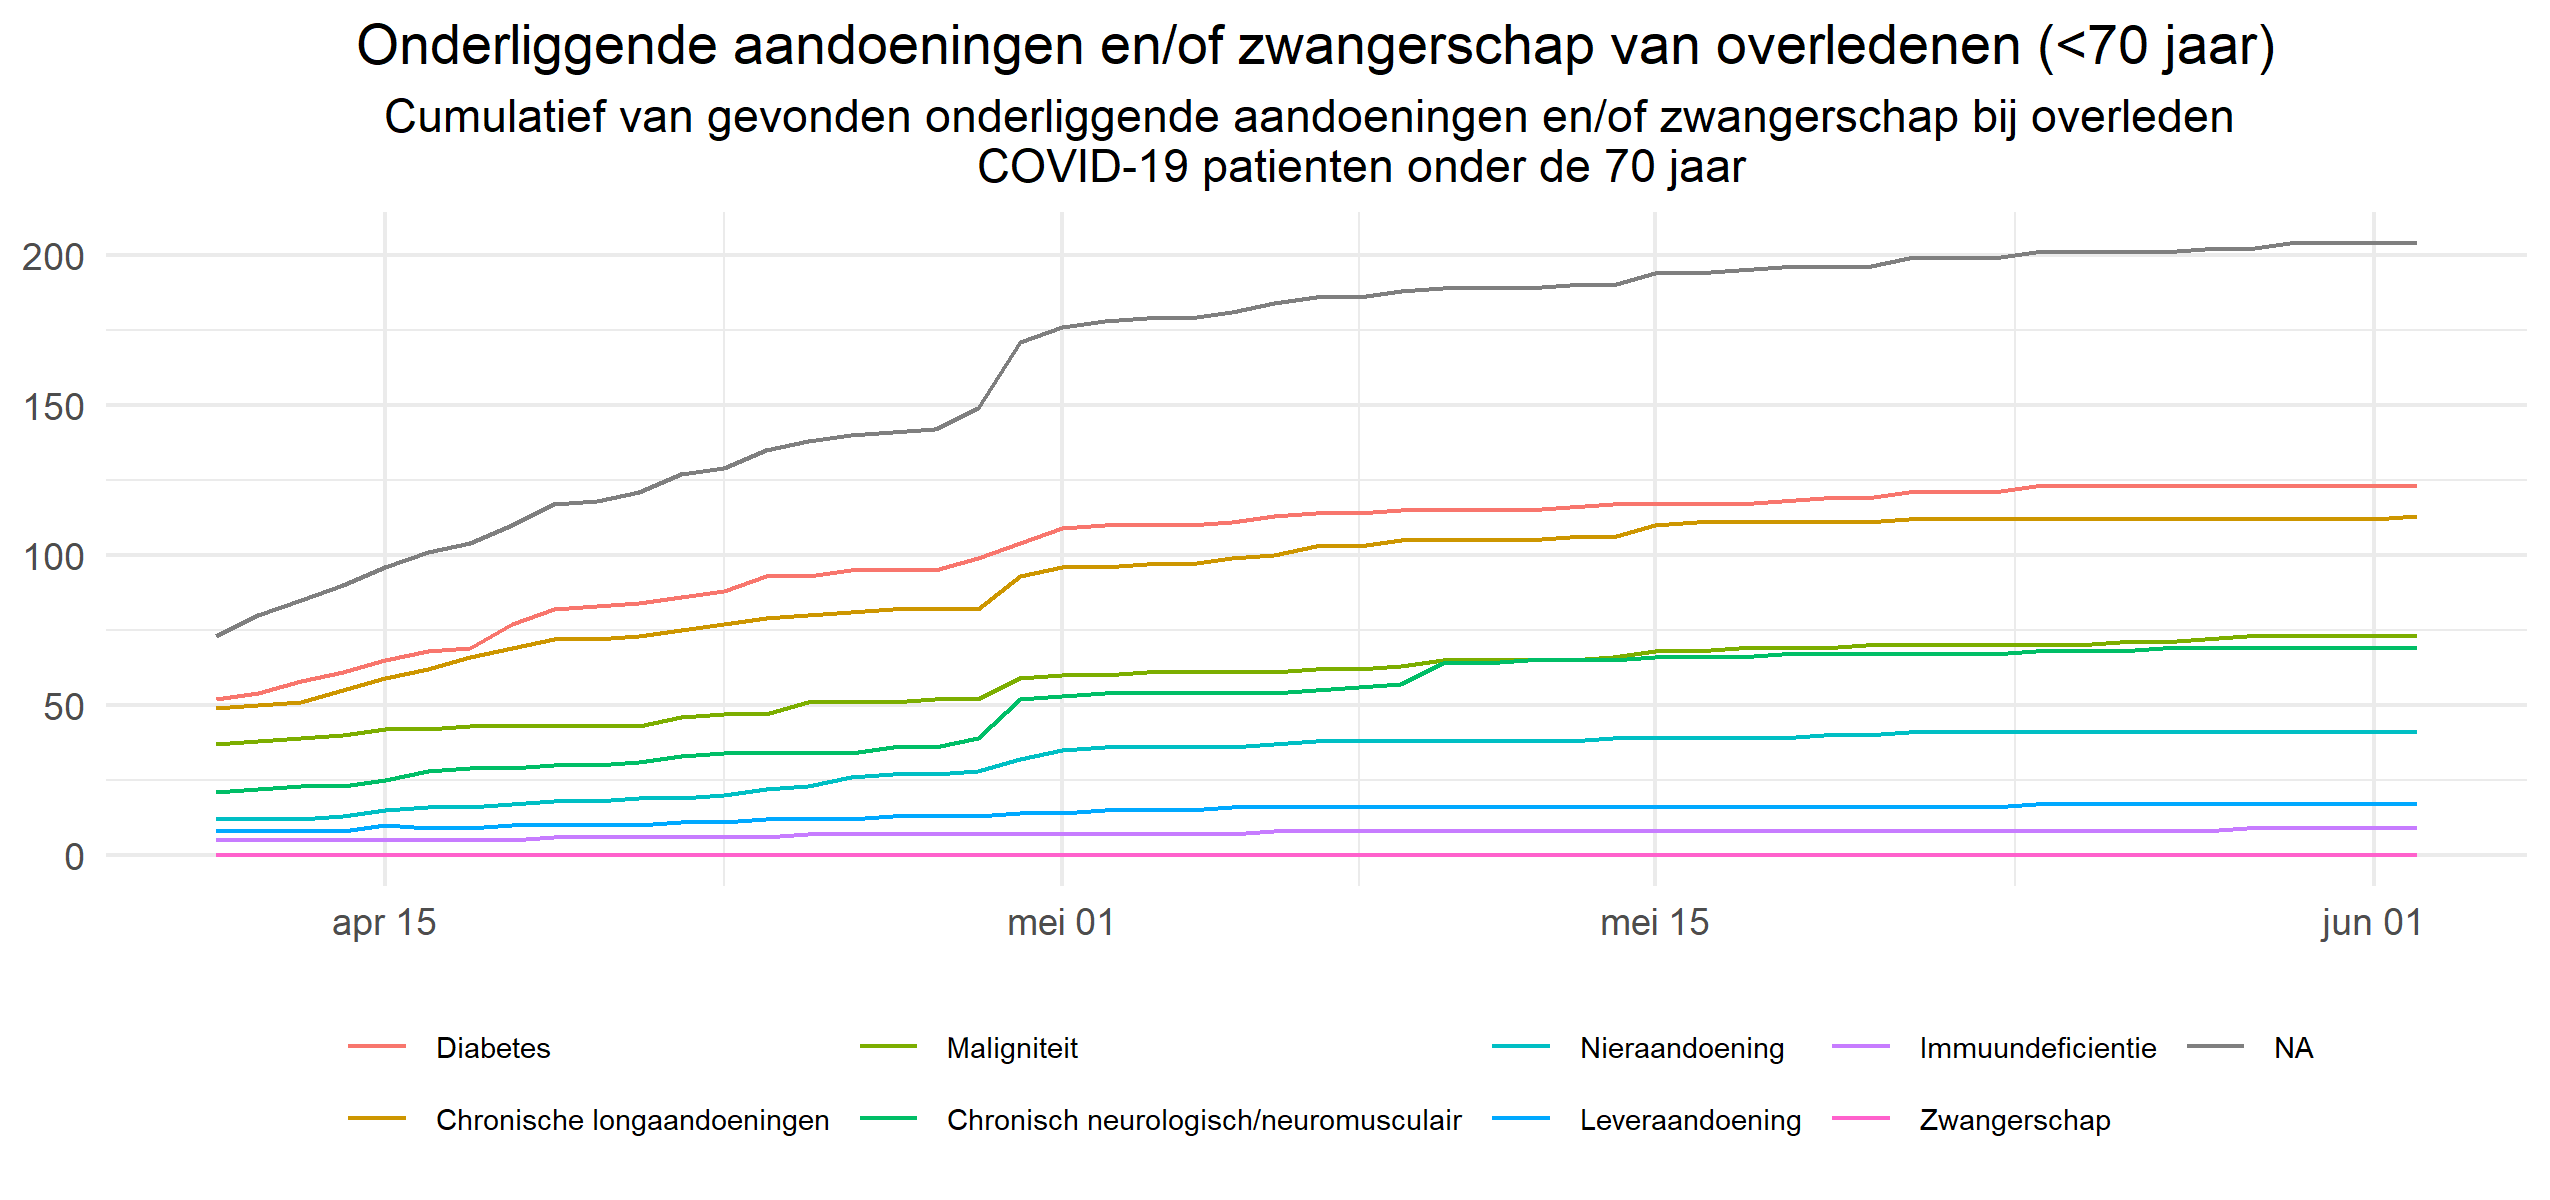 Onderliggende aandoeningen en/of zwangerschap van overledenen (<70 jaar)
Cumulatief van gevonden onderliggende aandoeningen en/of zwangerschap bij overleden
COVID-19 patienten onder de 70 jaar
200
150
100
50
0
apr 15
mei 01
mei 15
jun 01
Diabetes
Maligniteit
Nieraandoening
Immuundeficientie
NA
Chronische longaandoeningen
Chronisch neurologisch/neuromusculair
Leveraandoening
Zwangerschap